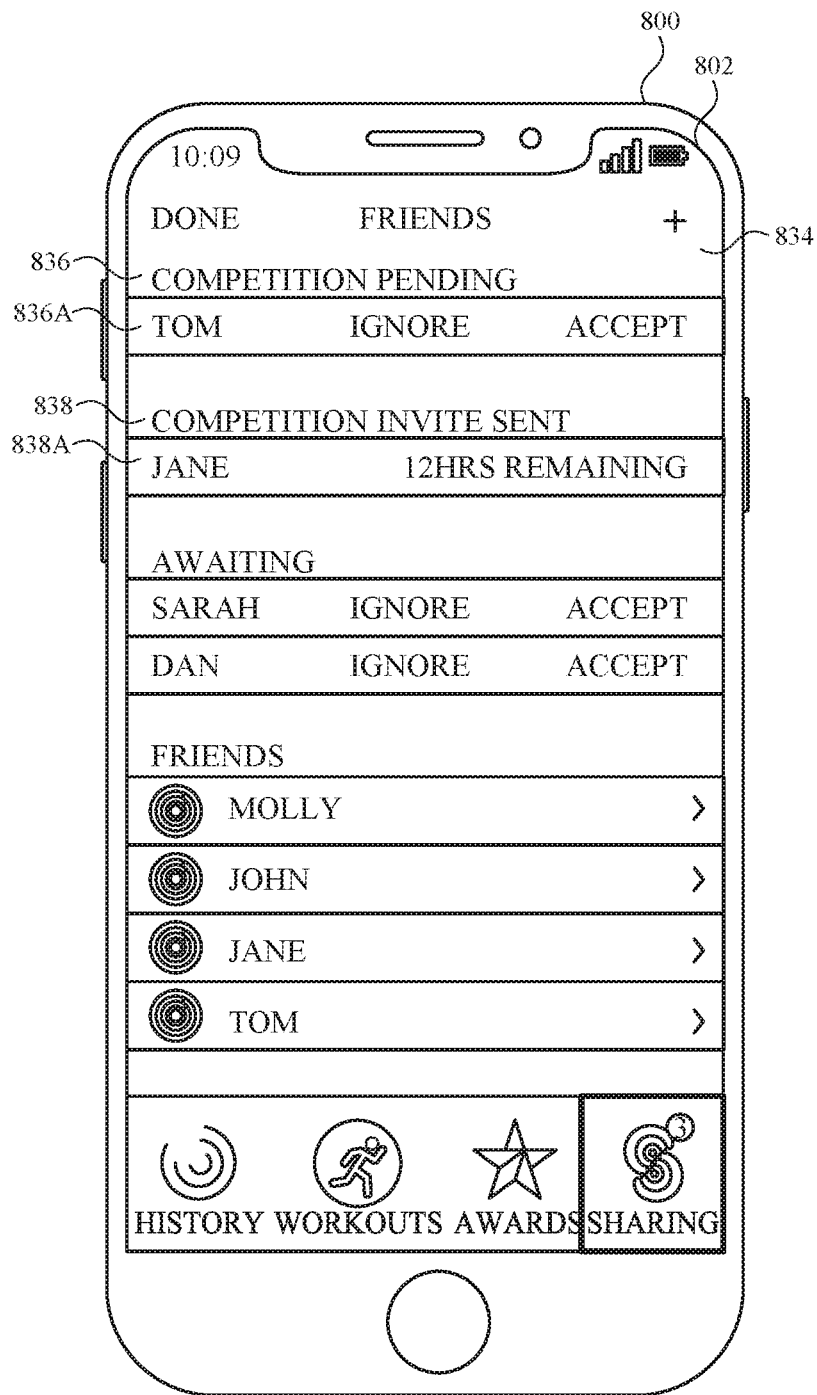 800
802
10:09
DONE FRIENDS +
834
836
COMPETITION PENDING
836A
TOM IGNORE ACCEPT
838
COMPETITION INVITE SENT
838A
JANE 12HRS REMAINING
AWAITING
SARAH IGNORE ACCEPT
DAN IGNORE ACCEPT
FRIENDS
MOLLY >
JOHN >
JANE >
TOM >
3
HISTORY WORKOUTS AWARDS SHARING